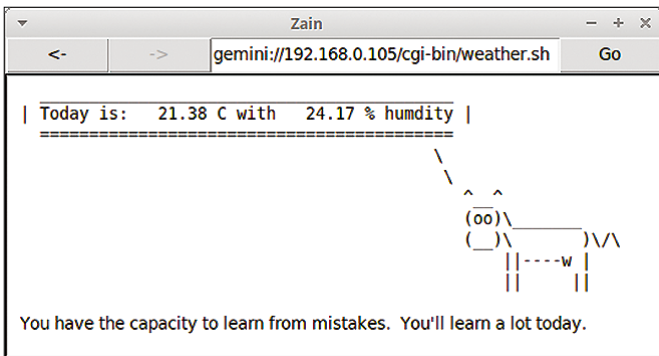 Zain
<- -> gemini://192.168.0.105/cgi-bin/weather.sh Go
 __________________________________________
| Today is:   21.38 C with   24.17 % humdity |
 ==========================================
                                         \
                                          \
                                            ^__^
                                            (oo)\_______
                                            (__)\       )\/\
                                                ||----w |
                                                ||     ||
You have the capacity to learn from mistakes.  You'll learn a lot today.